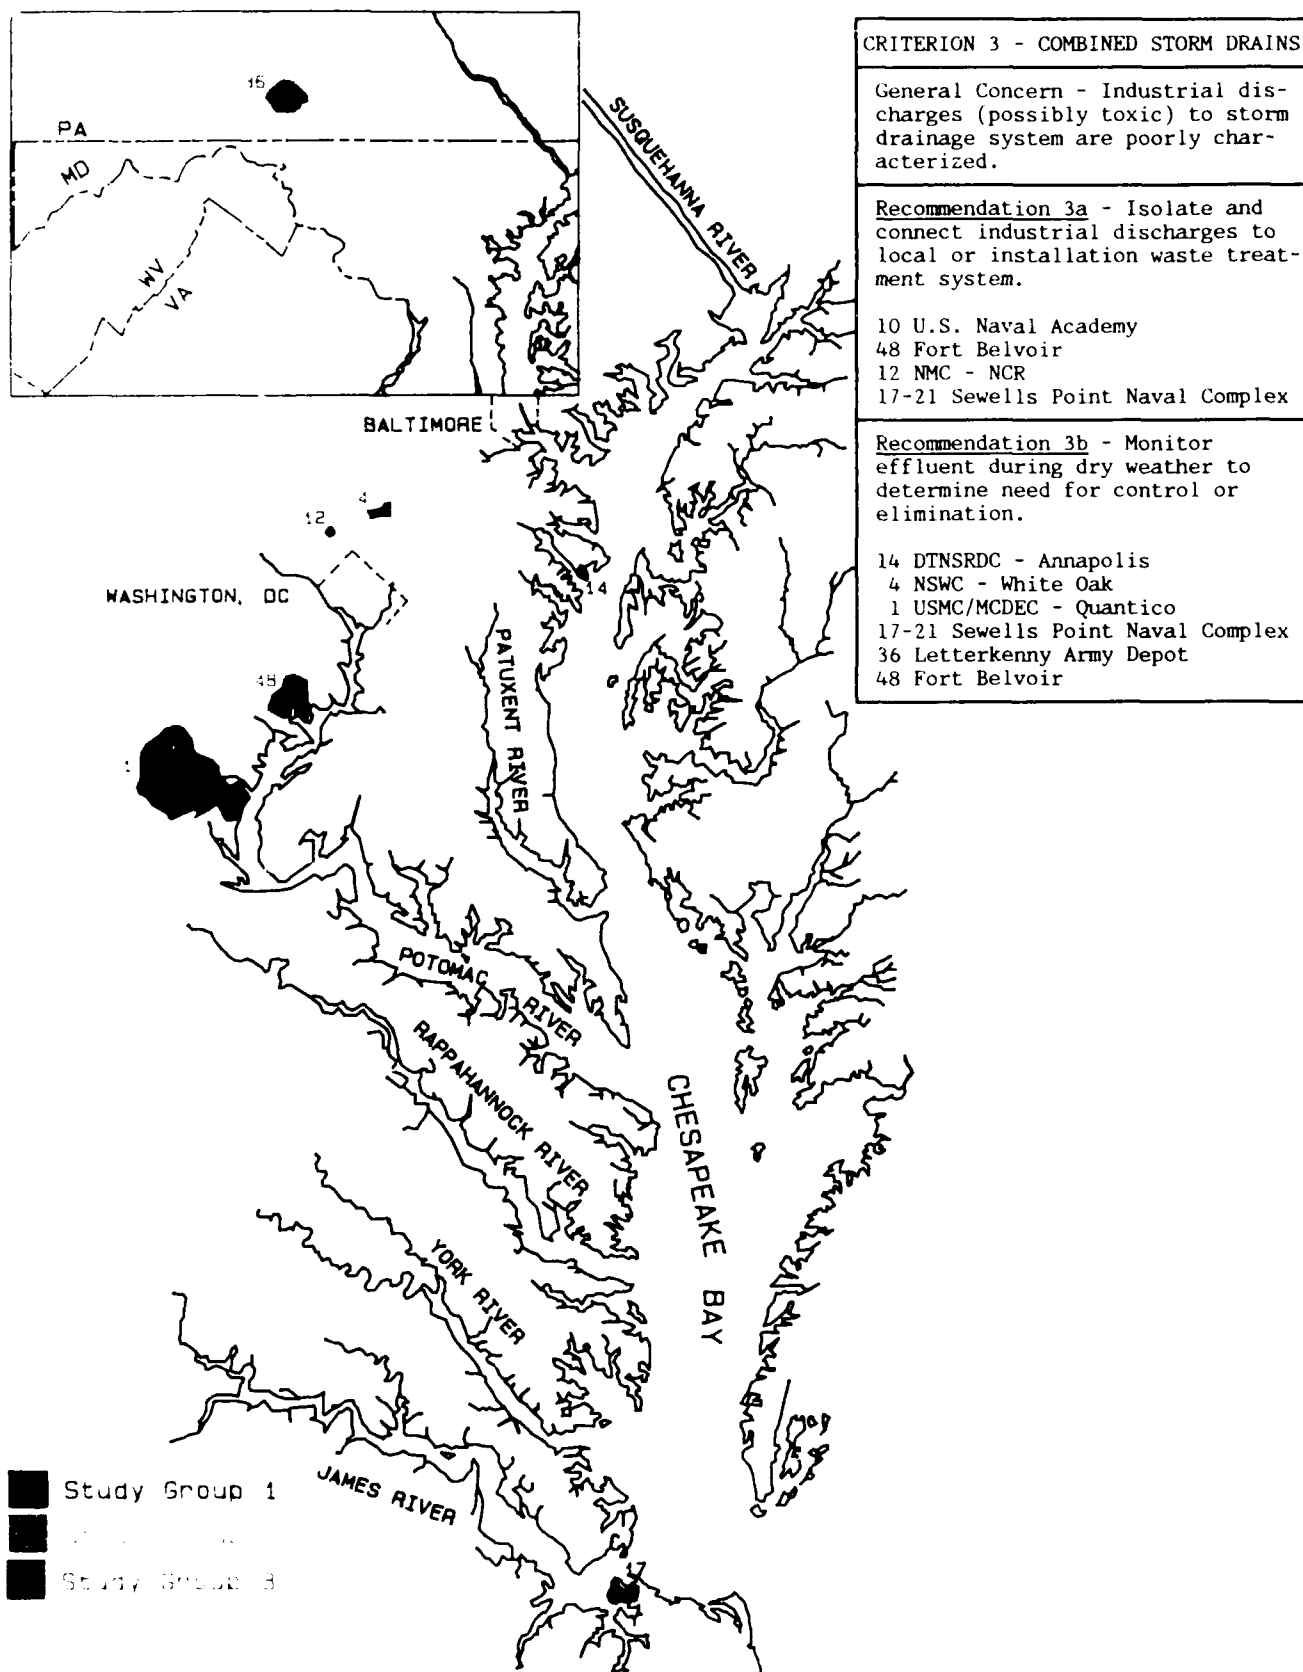 CRITERION 3 - COMBINED STORM DRAINS
General Concern - Industrial dis-
charges (possibly toxic) to storm
drainage system are poorly char-
acterized.
Recommendation 3a - Isolate and
connect industrial discharges to
local or installation waste treat-
ment system.
10 U.S. Naval Academy
48 Fort Belvoir
12 NMC - NCR
17-21 Sewells Point Naval Complex
Recommendation 3b - Monitor
effluent during dry weather to
determine need for control or
elimination.
14 DTNSRDC - Annapolis
4 NSWC - White Oak
1 USMC/MCDEC - Quantico
17-21 Sewells Point Naval Complex
36 Letterkenny Army Depot
48 Fort Belvoir
PA
MD
WV
VA
SUSQUEHANNA RIVER
BALTIMORE
4
12
WASHINGTON, DC
14
48
1
PATUXENT RIVER
POTOMAC RIVER
RAPPAHANNOCK RIVER
CHESAPEAKE BAY
YORK RIVER
JAMES RIVER
17
Study Group 1
Study Group 3